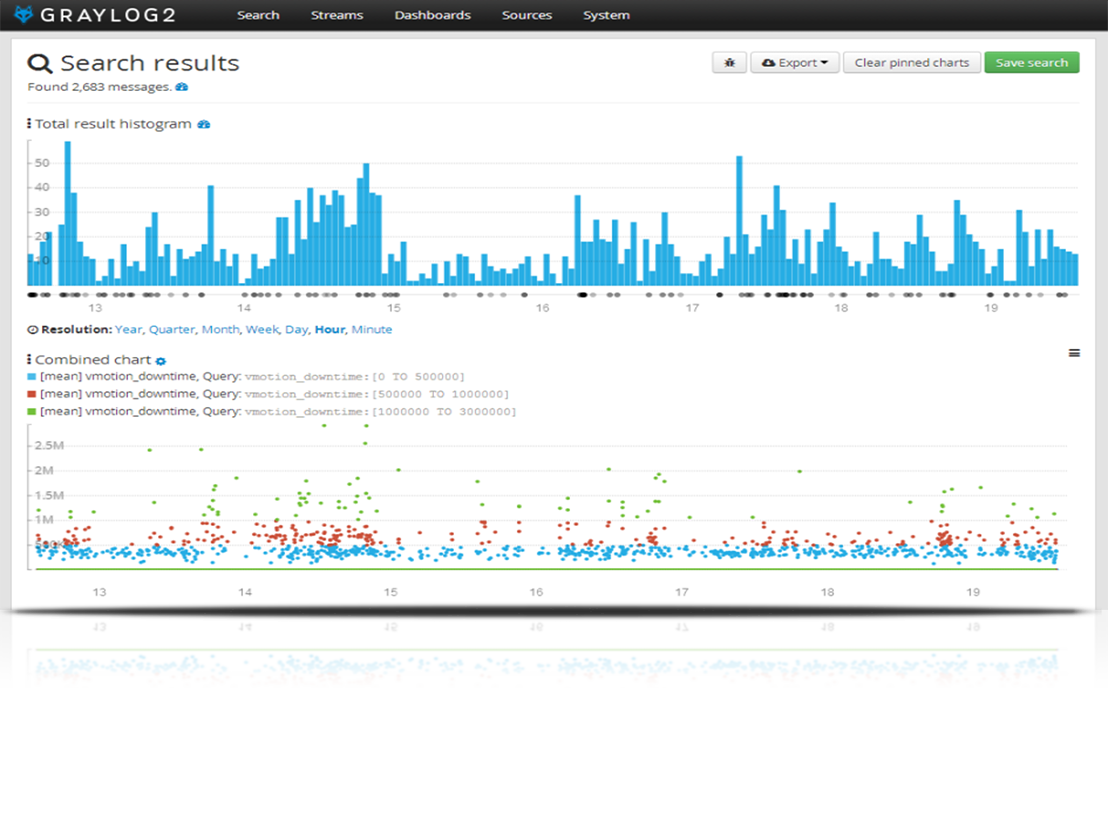 GRAYLOG2 Search Streams Dashboards Sources System
Search results Export Clear pinned charts Save search
Found 2,683 messages.
Total result histogram
50
40
30
20
10
13 14 15 16 17 18 19
Resolution: Year, Quarter, Month, Week, Day, Hour, Minute
Combined chart
[mean] vmotion_downtime, Query: vmotion_downtime:[0 TO 500000]
[mean] vmotion_downtime, Query: vmotion_downtime:[500000 TO 1000000]
[mean] vmotion_downtime, Query: vmotion_downtime:[1000000 TO 3000000]
2.5M
2M
1.5M
1M
13 14 15 16 17 18 19